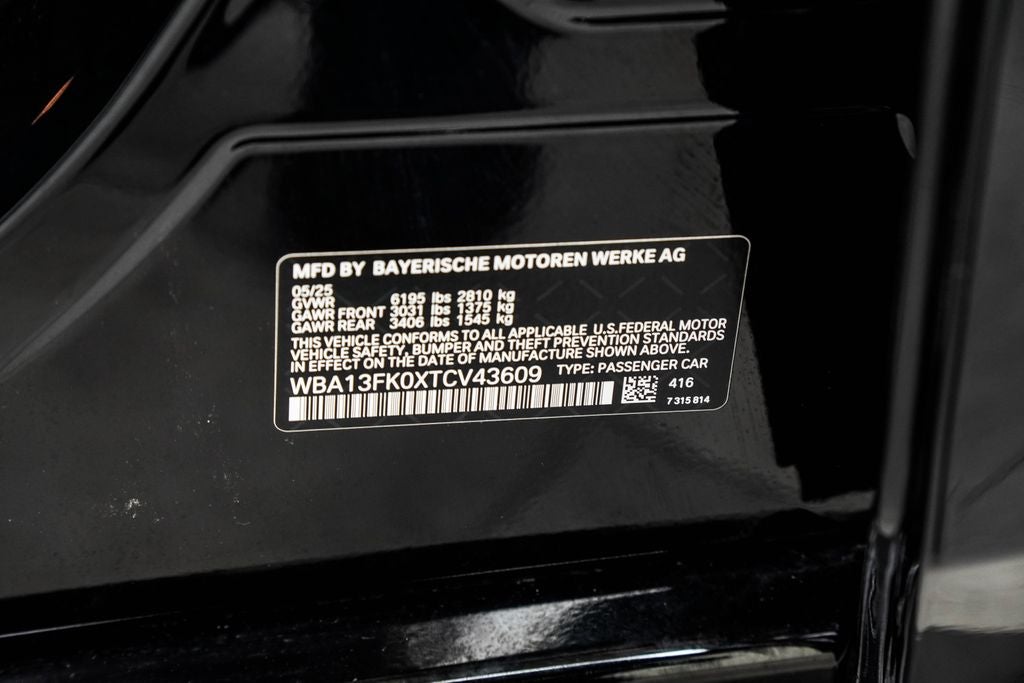 MFD BY BAYERISCHE MOTOREN WERKE AG
05/25
GVWR 6195 lbs 2810 kg
GAWR FRONT 3031 lbs 1375 kg
GAWR REAR 3406 lbs 1545 kg
THIS VEHICLE CONFORMS TO ALL APPLICABLE U.S.FEDERAL MOTOR
VEHICLE SAFETY, BUMPER AND THEFT PREVENTION STANDARDS
IN EFFECT ON THE DATE OF MANUFACTURE SHOWN ABOVE.
WBA13FK0XTCV43609 TYPE: PASSENGER CAR
416
7 315 814